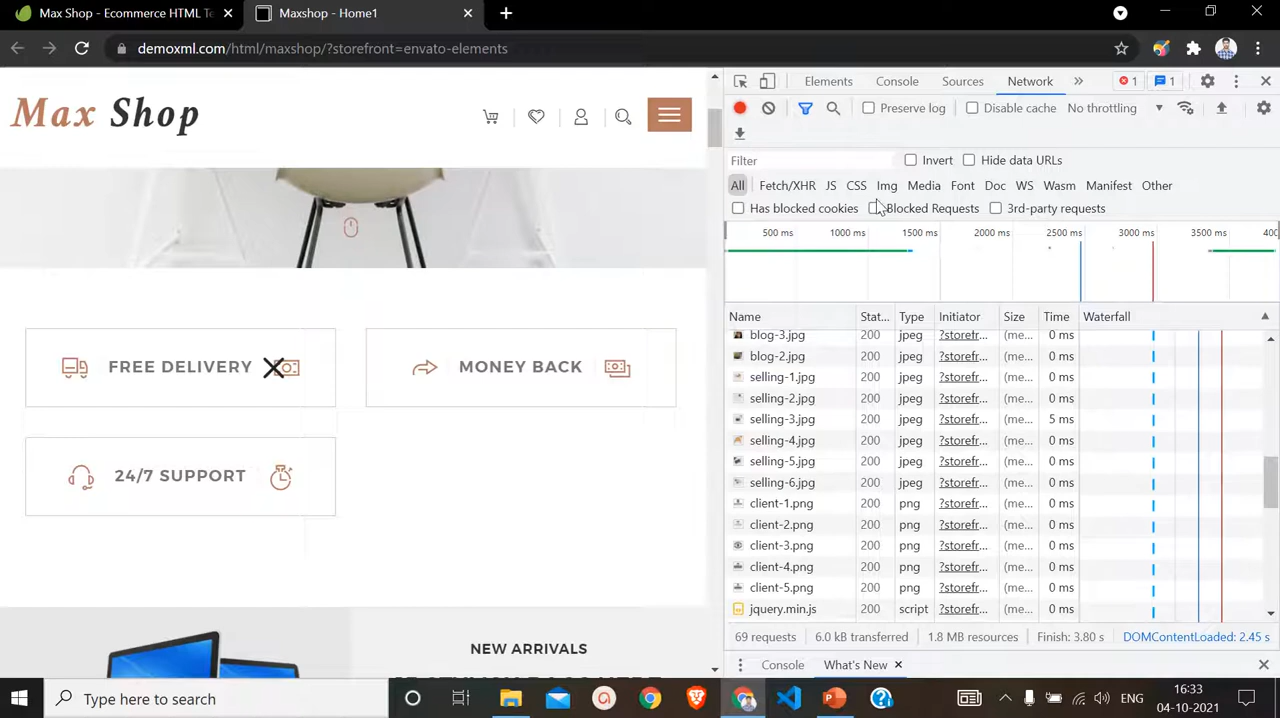 Max Shop - Ecommerce HTML Te
Maxshop - Home1
demoxml.com/html/maxshop/?storefront=envato-elements
Max Shop
FREE DELIVERY
MONEY BACK
24/7 SUPPORT
NEW ARRIVALS
Elements Console Sources Network 1 1
Preserve log Disable cache No throttling
Filter Invert Hide data URLs
All Fetch/XHR JS CSS Img Media Font Doc WS Wasm Manifest Other
Has blocked cookies Blocked Requests 3rd-party requests
500 ms 1000 ms 1500 ms 2000 ms 2500 ms 3000 ms 3500 ms 400
Name Stat... Type Initiator Size Time Waterfall
blog-3.jpg 200 jpeg ?storefr... (me... 0 ms
blog-2.jpg 200 jpeg ?storefr... (me... 0 ms
selling-1.jpg 200 jpeg ?storefr... (me... 0 ms
selling-2.jpg 200 jpeg ?storefr... (me... 0 ms
selling-3.jpg 200 jpeg ?storefr... (me... 5 ms
selling-4.jpg 200 jpeg ?storefr... (me... 0 ms
selling-5.jpg 200 jpeg ?storefr... (me... 0 ms
selling-6.jpg 200 jpeg ?storefr... (me... 0 ms
client-1.png 200 png ?storefr... (me... 0 ms
client-2.png 200 png ?storefr... (me... 0 ms
client-3.png 200 png ?storefr... (me... 0 ms
client-4.png 200 png ?storefr... (me... 0 ms
client-5.png 200 png ?storefr... (me... 0 ms
jquery.min.js 200 script ?storefr... (me... 0 ms
69 requests 6.0 kB transferred 1.8 MB resources Finish: 3.80 s DOMContentLoaded: 2.45 s
Console What's New
Type here to search
ENG
16:33
04-10-2021